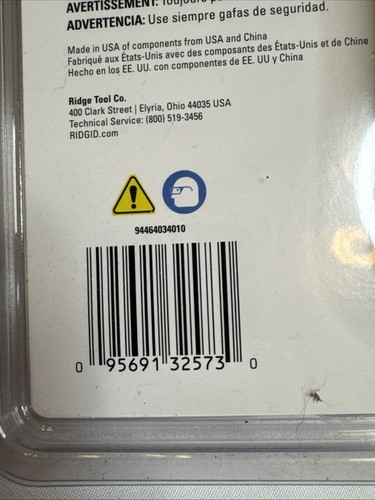 AVERTISSEMENT: Toujours
ADVERTENCIA: Use siempre gafas de seguridad.
Made in USA of components from USA and China
Fabriqué aux États-Unis avec des composants des États-Unis et de Chine
Hecho en los EE. UU. con componentes de EE. UU y China
Ridge Tool Co.
400 Clark Street | Elyria, Ohio 44035 USA
Technical Service: (800) 519-3456
RIDGID.com
94464034010
0 95691 32573 0